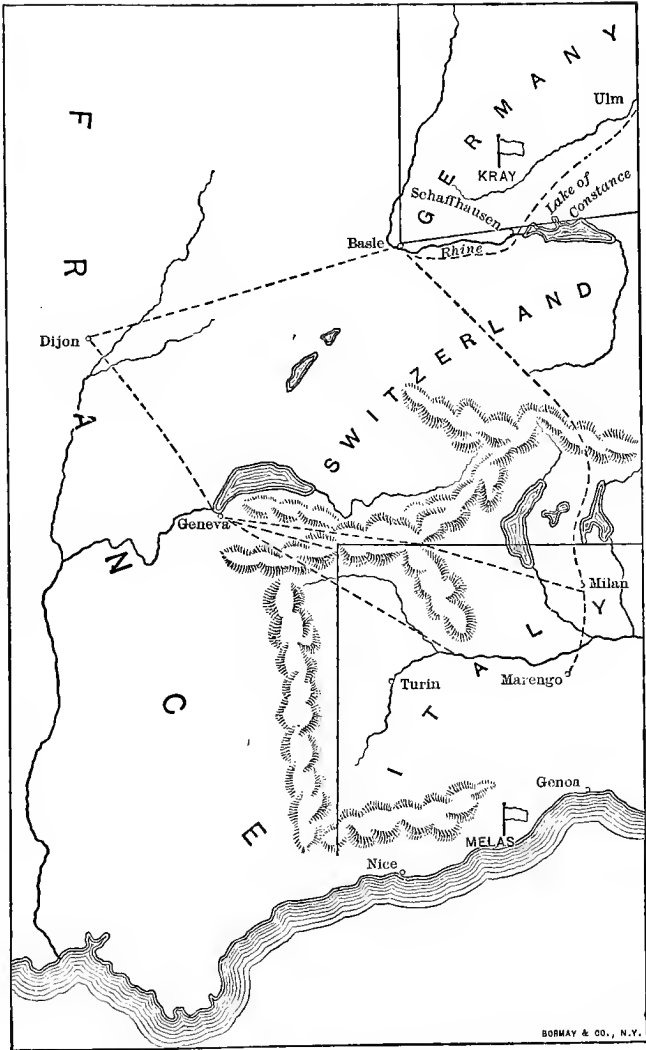 FRANCE
GERMANY
Ulm
KRAY
Schaffhausen
Lake of
Constance
Basle
Rhine
Dijon
SWITZERLAND
Geneva
Milan
ITALY
Turin
Marengo
Genoa
MELAS
Nice
BORMAY & CO., N.Y.